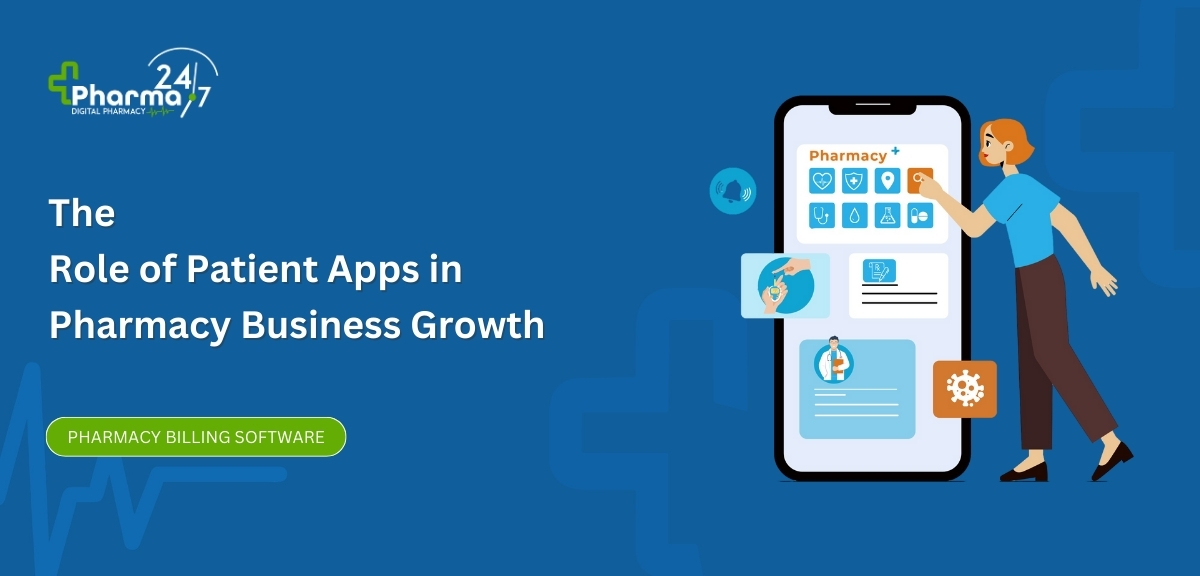 24/7
Pharma
DIGITAL PHARMACY
The
Role of Patient Apps in
Pharmacy Business Growth
PHARMACY BILLING SOFTWARE
Pharmacy